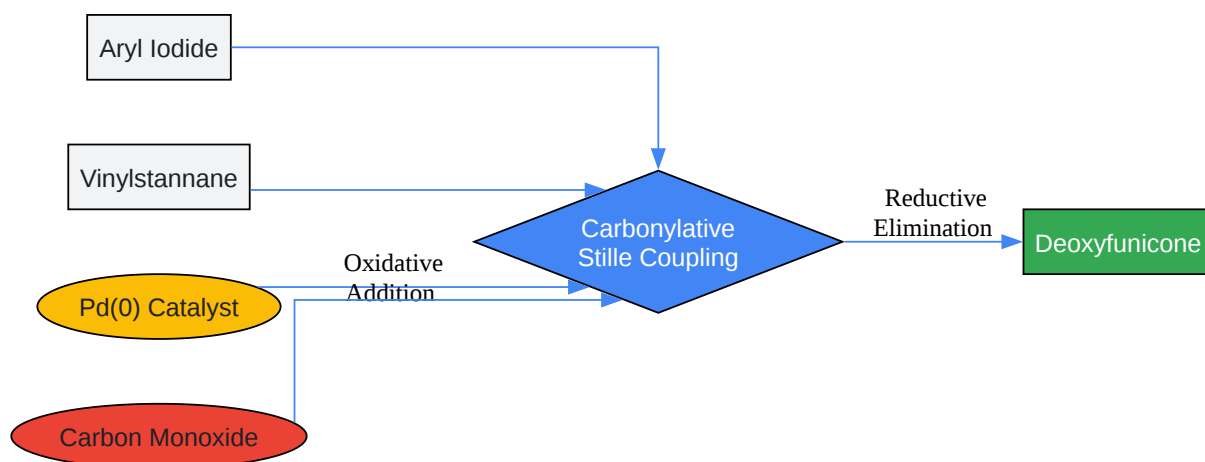 Aryl Iodide
Vinylstannane
Carbonylative
Stille Coupling
Reductive
Elimination
Deoxyfunicone
Oxidative
Addition
Pd(0) Catalyst
Carbon Monoxide